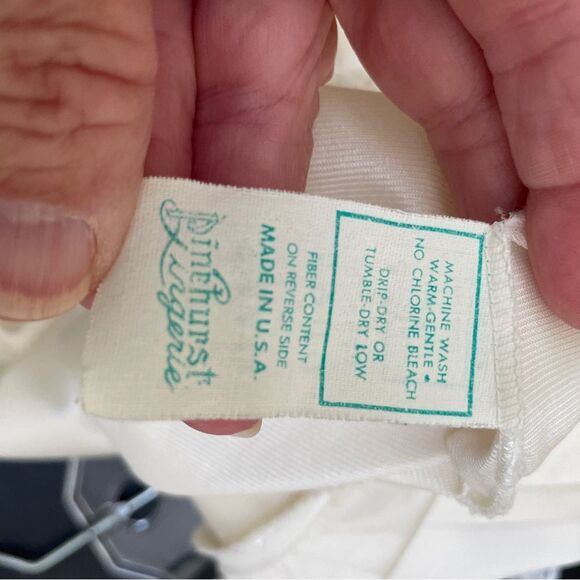 Pinehurst
Lingerie
MADE IN U.S.A.
ON REVERSE SIDE
FIBER CONTENT
MACHINE WASH
WARM-GENTLE •
NO CHLORINE BLEACH
DRIP-DRY OR
TUMBLE-DRY LOW